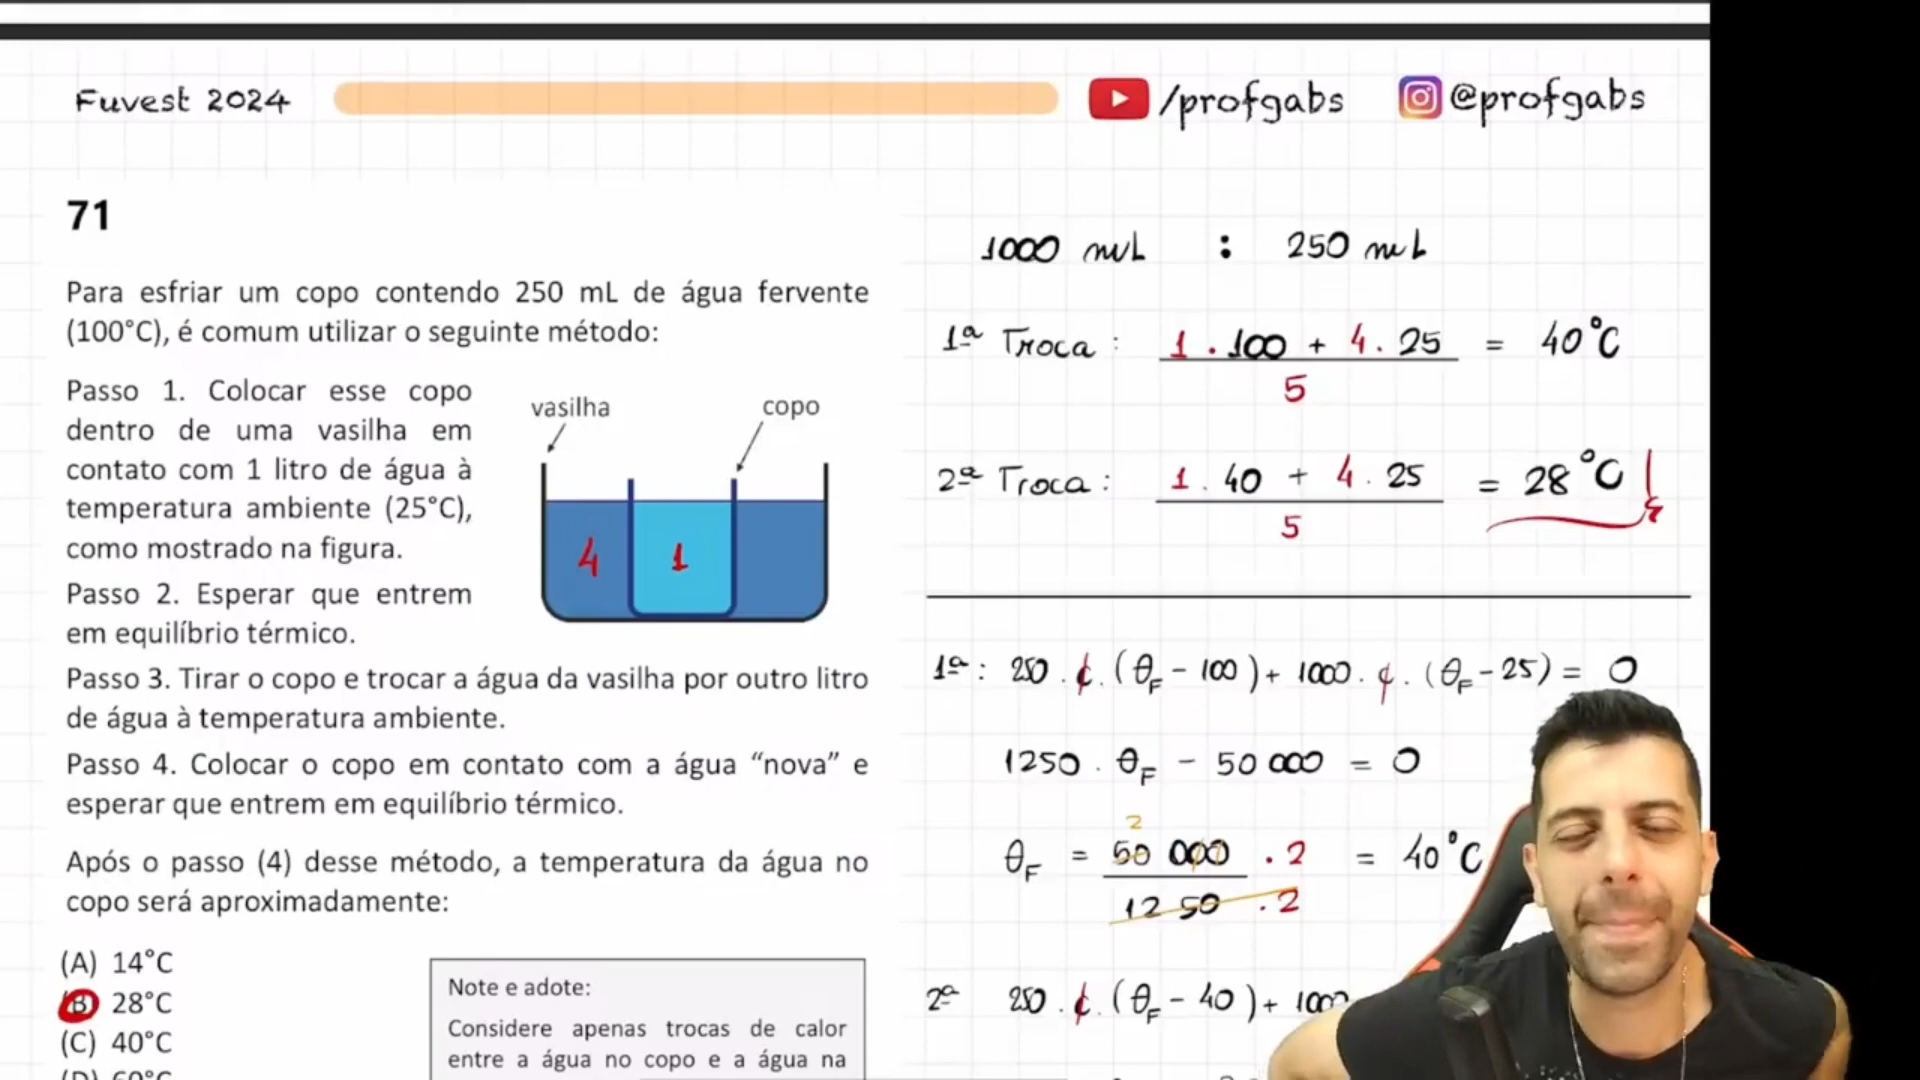 Fuvest 2024
/profgabs
@profgabs
71
Para esfriar um copo contendo 250 mL de água fervente
(100°C), é comum utilizar o seguinte método:
Passo 1. Colocar esse copo
dentro de uma vasilha em
contato com 1 litro de água à
temperatura ambiente (25°C),
como mostrado na figura.
vasilha
copo
4
1
Passo 2. Esperar que entrem
em equilíbrio térmico.
Passo 3. Tirar o copo e trocar a água da vasilha por outro litro
de água à temperatura ambiente.
Passo 4. Colocar o copo em contato com a água “nova” e
esperar que entrem em equilíbrio térmico.
Após o passo (4) desse método, a temperatura da água no
copo será aproximadamente:
(A) 14°C
(B) 28°C
(C) 40°C
Note e adote:
Considere apenas trocas de calor
entre a água no copo e a água na
1000 mL : 250 mL
1ª Troca : 1 . 100 + 4 . 25 = 40°C
5
2ª Troca : 1 . 40 + 4 . 25 = 28°C
5
1ª : 250 . c . (θF - 100) + 1000 . c . (θF - 25) = 0
1250 . θF - 50 000 = 0
2
θF = 50 000 . 2 = 40°C
1250 . 2
2ª 250 . c . (θF - 40) + 1000